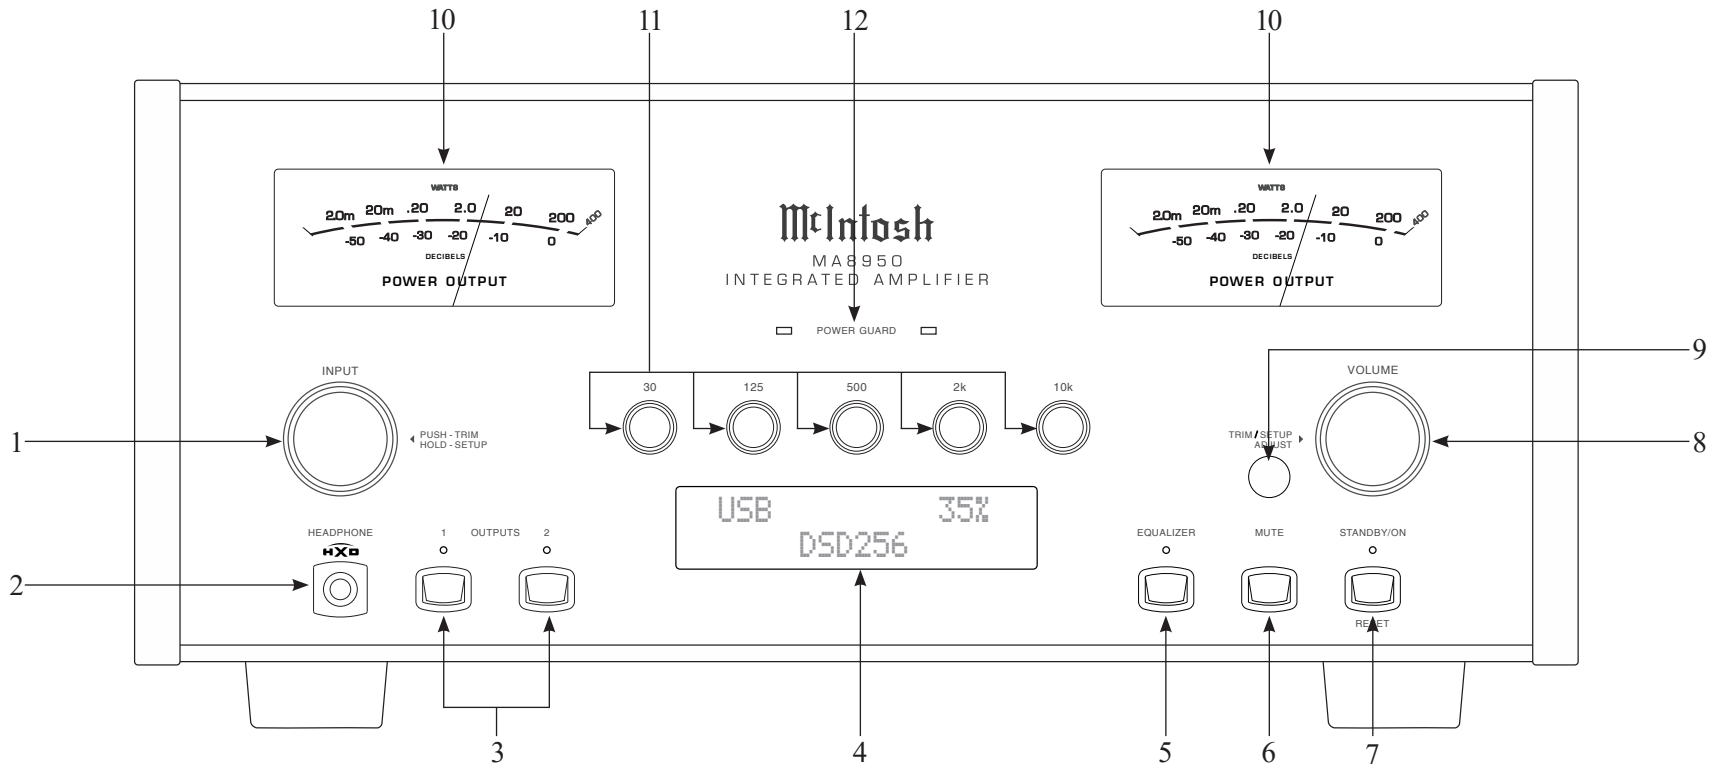 10 11 12 10
WATTS
2.0m 20m .20 2.0 20 200 400
-50 -40 -30 -20 -10 0
DECIBELS
POWER OUTPUT
McIntosh
MA8950
INTEGRATED AMPLIFIER
WATTS
2.0m 20m .20 2.0 20 200 400
-50 -40 -30 -20 -10 0
DECIBELS
POWER OUTPUT
POWER GUARD
9
INPUT
30 125 500 2k 10k
VOLUME
1
PUSH - TRIM
HOLD - SETUP
TRIM/SETUP
ADJUST
8
USB 35%
DSD256
HEADPHONE
HXD
1 OUTPUTS 2
EQUALIZER
MUTE
STANDBY/ON
2
RESET
3 4 5 6 7